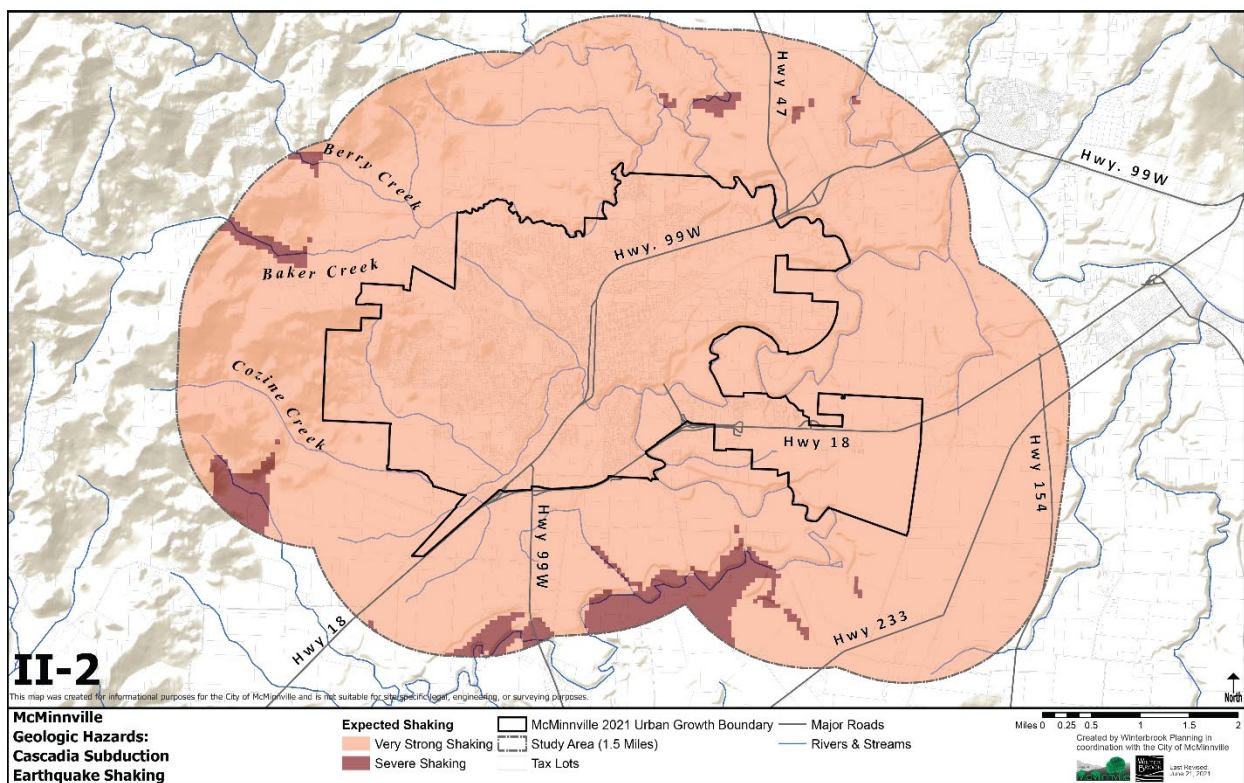 Hwy 47
Hwy. 99W
Berry Creek
Hwy. 99W
Baker Creek
Cozine Creek
Hwy 18
Hwy 154
Hwy 99W
Hwy 233
Hwy 18
II-2
This map was created for informational purposes for the City of McMinnville and is not suitable for site specific legal, engineering, or surveying purposes.
North
McMinnville
Geologic Hazards:
Cascadia Subduction
Earthquake Shaking
Expected Shaking
Very Strong Shaking
Severe Shaking
McMinnville 2021 Urban Growth Boundary
Study Area (1.5 Miles)
Tax Lots
Major Roads
Rivers & Streams
Miles 0 0.25 0.5 1 1.5 2
Created by Winterbrook Planning in
coordination with the City of McMinnville
WINTER
BROOK
Last Revised:
June 21, 2021